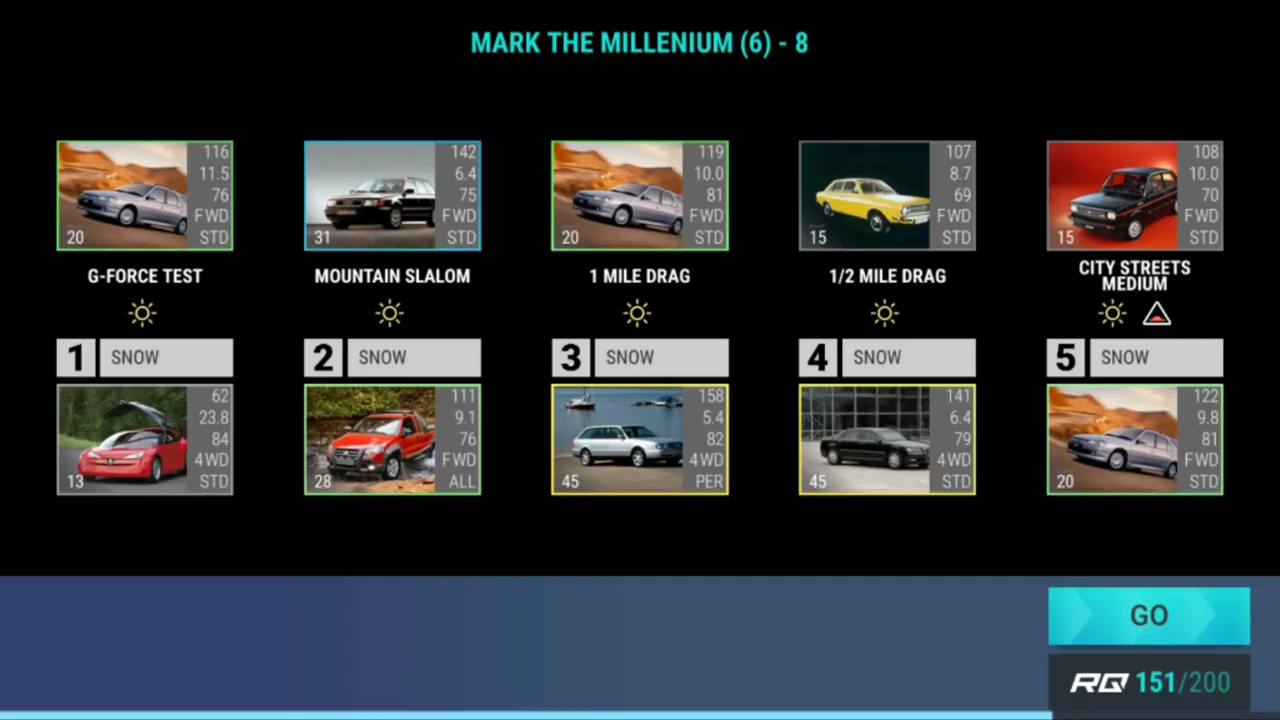 MARK THE MILLENIUM (6) - 8
116
11.5
76
FWD
STD
20
142
6.4
75
FWD
STD
31
119
10.0
81
FWD
STD
20
107
8.7
69
FWD
STD
15
108
10.0
70
FWD
STD
15
G-FORCE TEST
MOUNTAIN SLALOM
1 MILE DRAG
1/2 MILE DRAG
CITY STREETS
MEDIUM
1 SNOW
2 SNOW
3 SNOW
4 SNOW
5 SNOW
62
23.8
84
4WD
STD
13
111
9.1
76
FWD
ALL
28
158
5.4
82
4WD
PER
45
141
6.4
79
4WD
STD
45
122
9.8
81
FWD
STD
20
GO
RQ 151/200